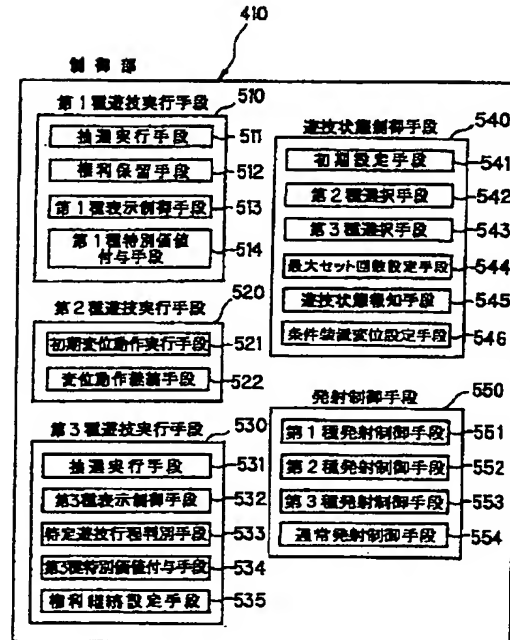 410
制御部
第1種遊技実行手段
510
抽選実行手段 511
権利保留手段 512
第1種表示制御手段 513
第1種特別価値
付与手段 514
第2種遊技実行手段
520
初期変位動作実行手段 521
変位動作継続手段 522
第3種遊技実行手段
530
抽選実行手段 531
第3種表示制御手段 532
特定遊技行程判別手段 533
第3種特別価値付与手段 534
権利継続設定手段 535
遊技状態制御手段
540
初期設定手段 541
第2種選択手段 542
第3種選択手段 543
最大セット回数設定手段 544
遊技状態報知手段 545
条件装置変位設定手段 546
発射制御手段
550
第1種発射制御手段 551
第2種発射制御手段 552
第3種発射制御手段 553
通常発射制御手段 554